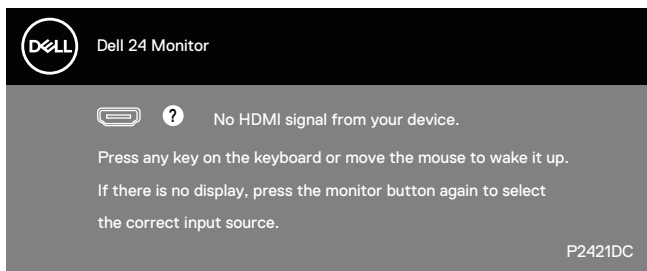 DELL Dell 24 Monitor
? No HDMI signal from your device.
Press any key on the keyboard or move the mouse to wake it up.
If there is no display, press the monitor button again to select
the correct input source.
P2421DC